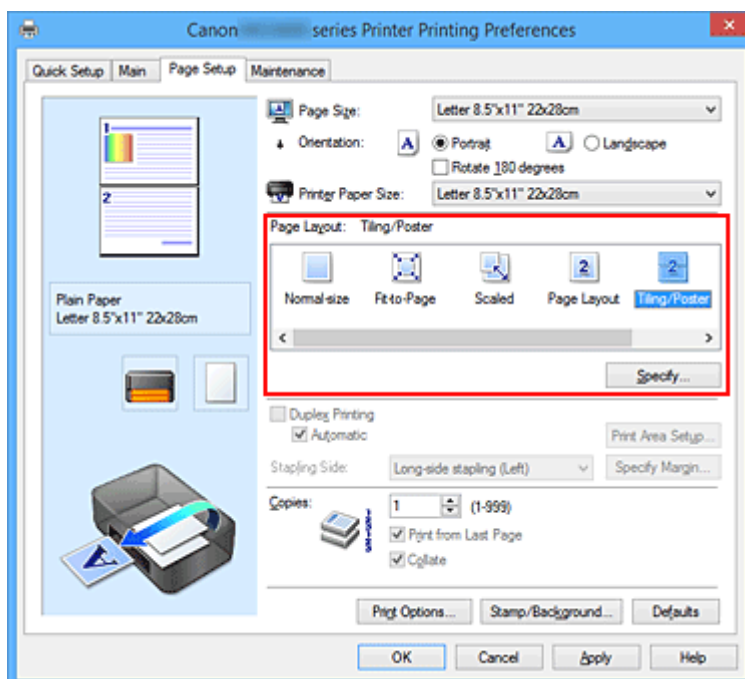 Canon series Printer Printing Preferences
Quick Setup Main Page Setup Maintenance
1
2
Plain Paper
Letter 8.5"x11" 22x28cm
Page Size: Letter 8.5"x11" 22x28cm
Orientation: A Portrait A Landscape
Rotate 180 degrees
Printer Paper Size: Letter 8.5"x11" 22x28cm
Page Layout: Tiling/Poster
2 2
Normal-size Fit-to-Page Scaled Page Layout Tiling/Poster
Specify...
Duplex Printing
Automatic Print Area Setup...
Stapling Side: Long-side stapling (Left) Specify Margin...
Copies: 1 (1-999)
Print from Last Page
Collate
A
Print Options... Stamp/Background... Defaults
OK Cancel Apply Help